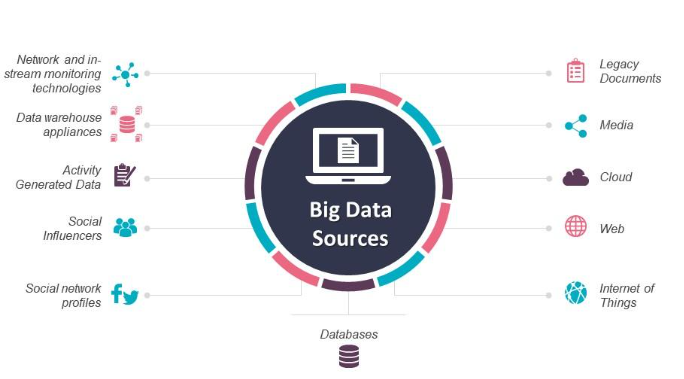 Network and in-
stream monitoring
technologies
Data warehouse
appliances
Activity
Generated Data
Social
Influencers
Social network
profiles
Big Data
Sources
Legacy
Documents
Media
Cloud
Web
Internet of
Things
Databases